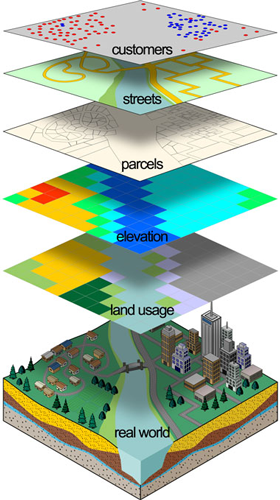 customers
streets
parcels
elevation
land usage
real world